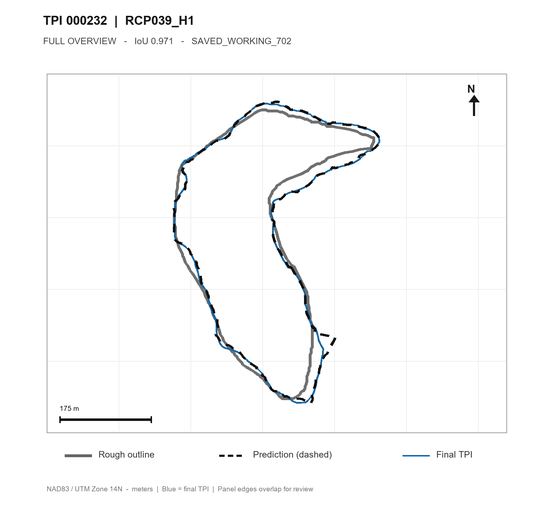 TPI 000232 | RCP039_H1
FULL OVERVIEW - IoU 0.971 - SAVED_WORKING_702
N
175 m
Rough outline
Prediction (dashed)
Final TPI
NAD83 / UTM Zone 14N - meters | Blue = final TPI | Panel edges overlap for review